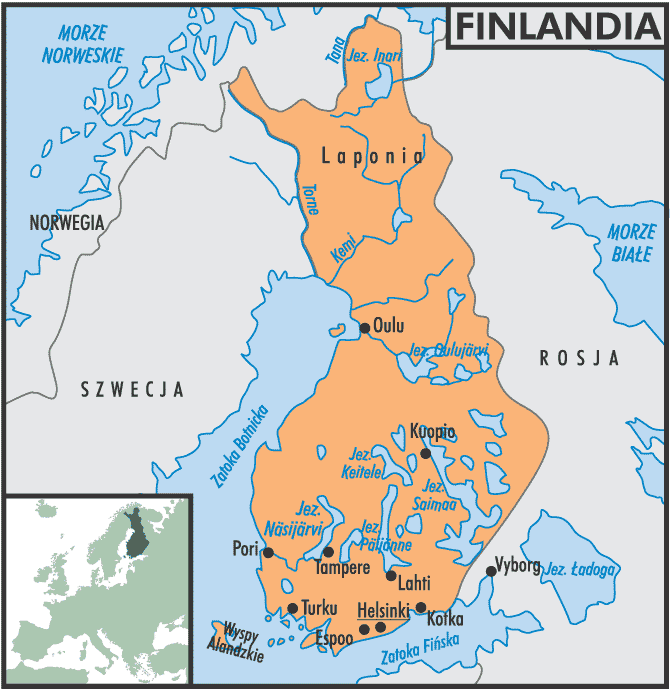 FINLANDIA
MORZE
NORWESKIE
Tana
Jez. Inari
Laponia
NORWEGIA
Torne
Kemi
MORZE
BIAŁE
Oulu
Jez. Oulujärvi
ROSJA
SZWECJA
Zatoka Botnicka
Kuopio
Jez.
Keitele
Jez.
Saimaa
Jez.
Näsijärvi
Jez.
Päijänne
Pori
Tampere
Lahti
Vyborg
Jez. Ładoga
Turku
Helsinki
Kotka
Espoo
Wyspy
Alandzkie
Zatoka Fińska